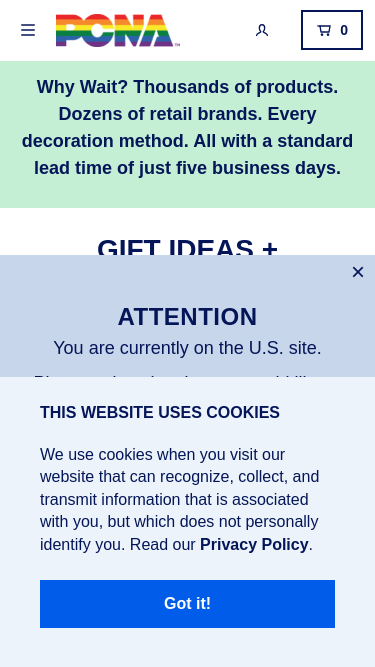 PCNA
0
Why Wait? Thousands of products.
Dozens of retail brands. Every
decoration method. All with a standard
lead time of just five business days.
GIFT IDEAS +
ATTENTION
You are currently on the U.S. site.
THIS WEBSITE USES COOKIES
We use cookies when you visit our
website that can recognize, collect, and
transmit information that is associated
with you, but which does not personally
identify you. Read our Privacy Policy.
Got it!